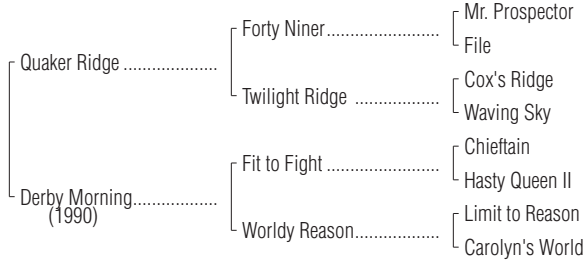 Mr. Prospector
Forty Niner..........................
File
Quaker Ridge ...................
Cox's Ridge
Twilight Ridge ...................
Waving Sky
Chieftain
Fit to Fight .........................
Hasty Queen II
Derby Morning.................
(1990)
Limit to Reason
Worldy Reason...................
Carolyn's World